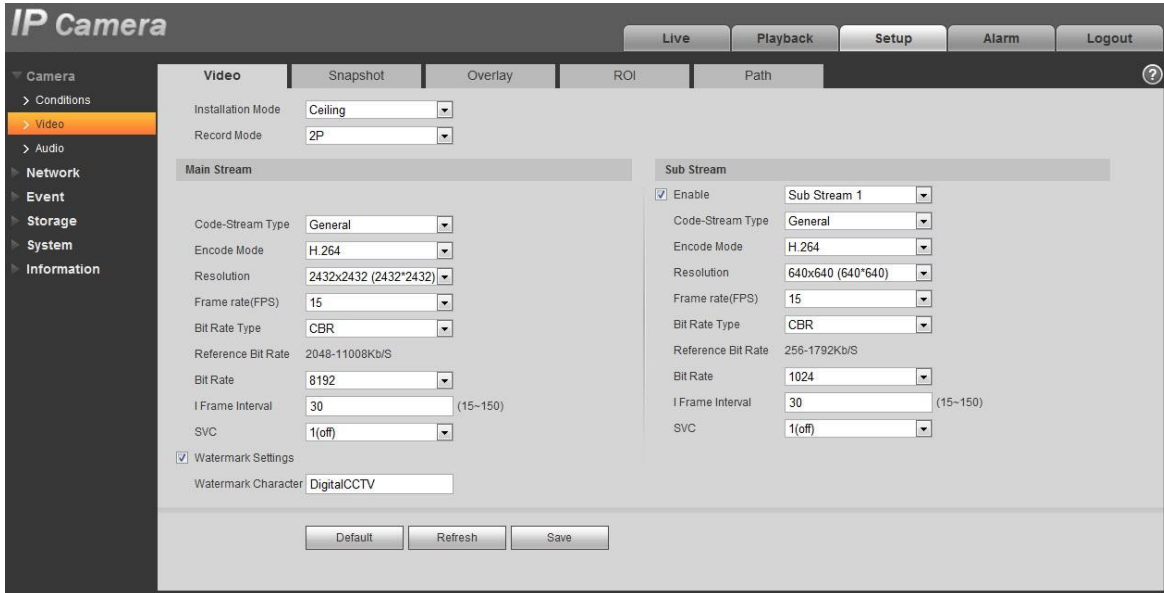 IP Camera
Live Playback Setup Alarm Logout
Camera
Conditions
Video
Audio
Network
Event
Storage
System
Information
Video Snapshot Overlay ROI Path
?
Installation Mode Ceiling
Record Mode 2P
Main Stream
Code-Stream Type General
Encode Mode H.264
Resolution 2432x2432 (2432*2432)
Frame rate(FPS) 15
Bit Rate Type CBR
Reference Bit Rate 2048-11008Kb/S
Bit Rate 8192
I Frame Interval 30 (15~150)
SVC 1(off)
Watermark Settings
Watermark Character DigitalCCTV
Sub Stream
Enable Sub Stream 1
Code-Stream Type General
Encode Mode H.264
Resolution 640x640 (640*640)
Frame rate(FPS) 15
Bit Rate Type CBR
Reference Bit Rate 256-1792Kb/S
Bit Rate 1024
I Frame Interval 30 (15~150)
SVC 1(off)
Default Refresh Save